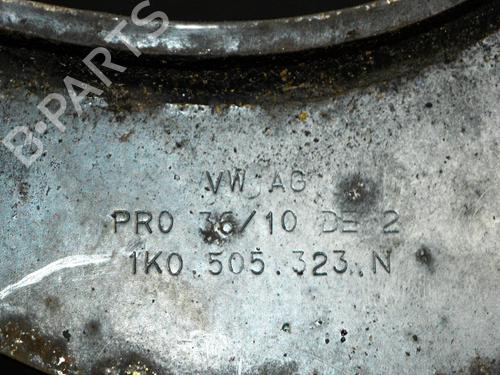 B-PARTS
VW AG
PRO 36/10 DE 2
1K0.505.323.N